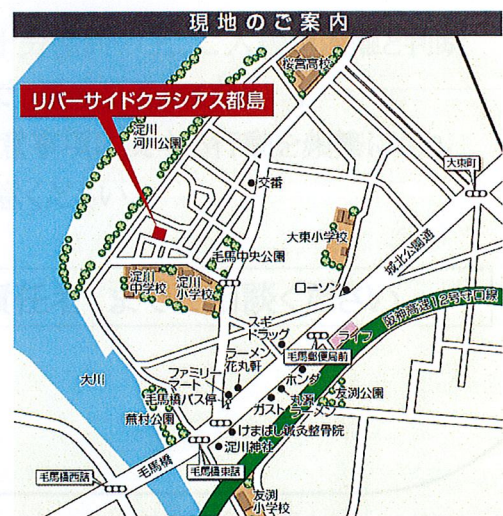 現地のご案内
桜宮高校
リバーサイドクラシアス都島
淀川
河川公園
大東町
交番
大東小学校
毛馬中央公園
城北公園通
淀川
中学校
淀川
小学校
ローソン
阪神高速12号守口線
スギ
ドラッグ
ライフ
毛馬郵便局前
ラーメン
花丸軒
大川
ファミリー
マート
ホンダ
毛馬橋バス停
丸源
ラーメン
友渕公園
ガスト
蕪村公園
けまばし鍼灸整骨院
毛馬橋
淀川神社
毛馬橋東詰
毛馬橋西詰
友渕
小学校